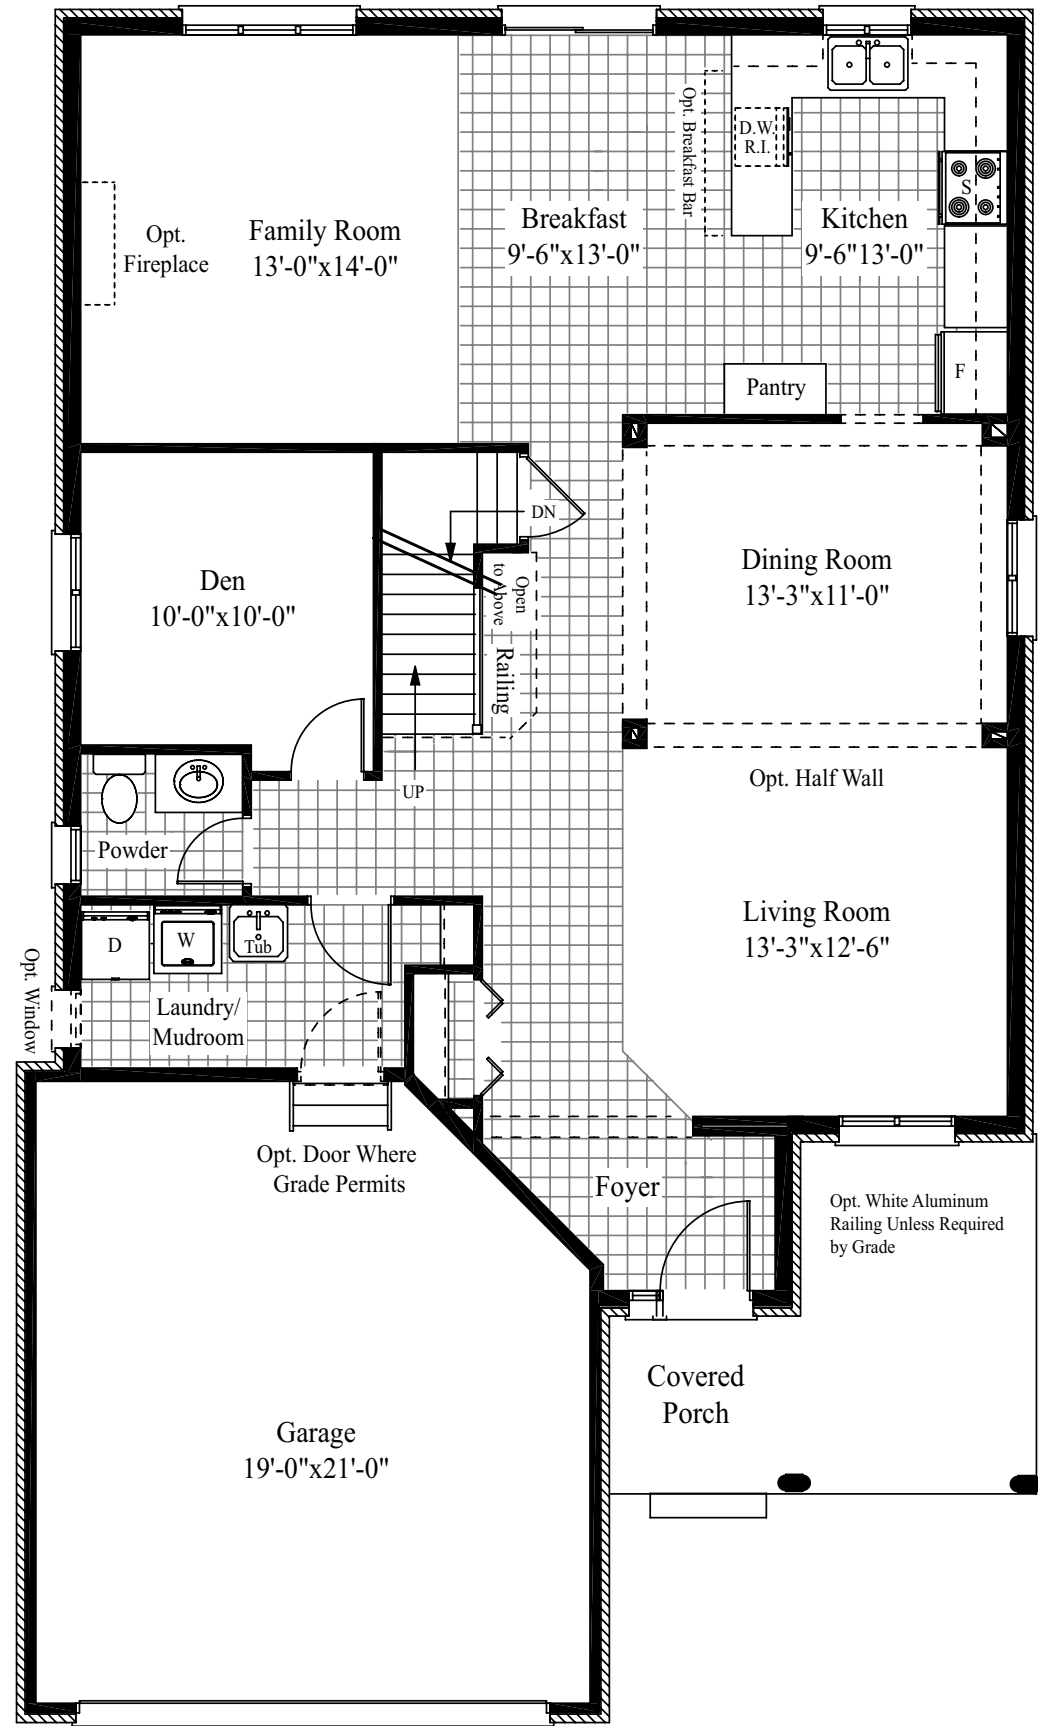 Opt.
Fireplace
Family Room
13'-0"x14'-0"
Breakfast
9'-6"x13'-0"
Opt. Breakfast Bar
D.W.
R.I.
Kitchen
9'-6"13'-0"
S
F
Pantry
Den
10'-0"x10'-0"
DN
Open
to Above
Railing
UP
Dining Room
13'-3"x11'-0"
Opt. Half Wall
Powder
Living Room
13'-3"x12'-6"
D
W
Tub
Opt. Window
Laundry/
Mudroom
Opt. Door Where
Grade Permits
Foyer
Opt. White Aluminum
Railing Unless Required
by Grade
Covered
Porch
Garage
19'-0"x21'-0"